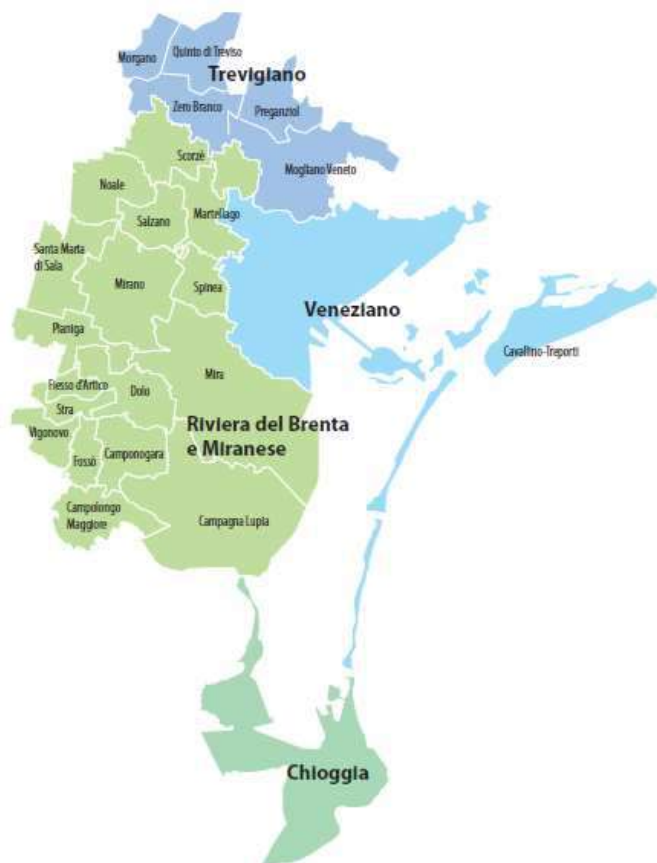 Morgano
Quinto di Treviso
Trevigiano
Zero Branco
Preganziol
Scorzè
Mogliano Veneto
Noale
Salzano
Martellago
Santa Maria
di Sala
Mirano
Spinea
Veneziano
Pianiga
Cavallino-Treporti
Mira
Fiesso d'Artico
Dolo
Stra
Riviera del Brenta
e Miranese
Vigonovo
Fossò
Camponogara
Campolongo
Maggiore
Campagna Lupia
Chioggia